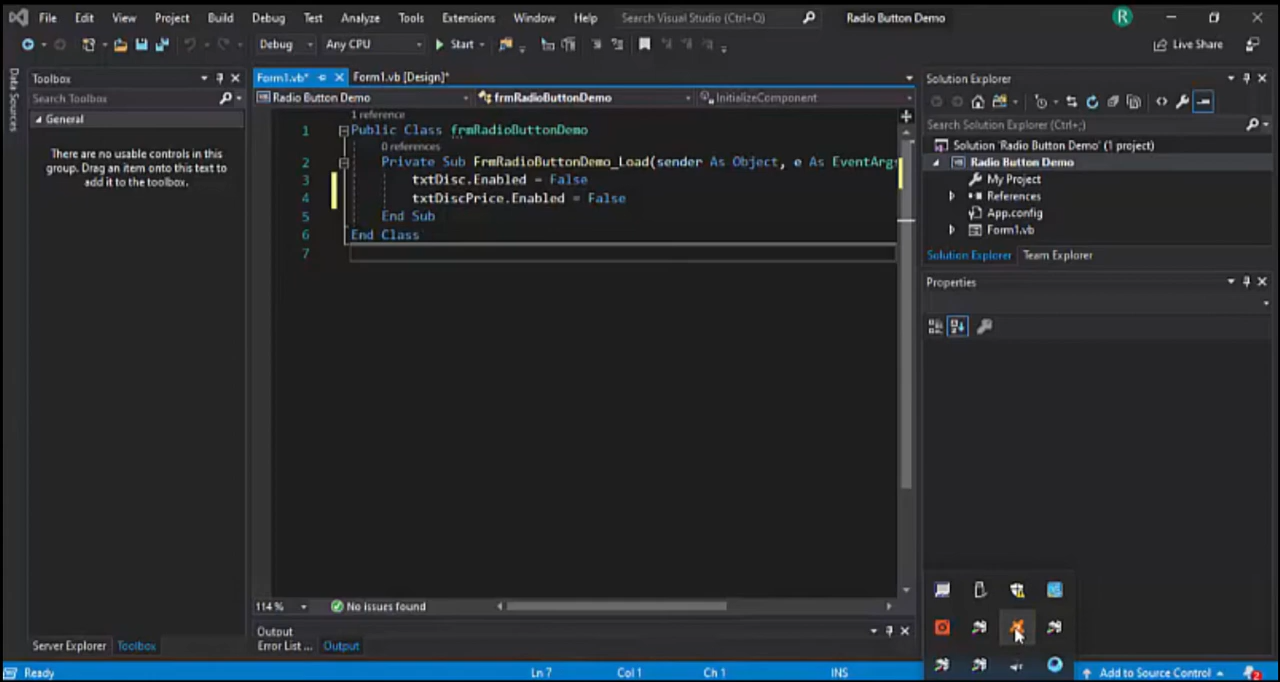 File Edit View Project Build Debug Test Analyze Tools Extensions Window Help Search Visual Studio (Ctrl+Q) Radio Button Demo R
Debug Any CPU Start Live Share
Data Sources
Toolbox
Search Toolbox
General
There are no usable controls in this
group. Drag an item onto this text to
add it to the toolbox.
Server Explorer Toolbox
Form1.vb* Form1.vb [Design]*
Radio Button Demo frmRadioButtonDemo InitializeComponent
1 reference
1 Public Class frmRadioButtonDemo
0 references
2 Private Sub FrmRadioButtonDemo_Load(sender As Object, e As EventArgs
3 txtDisc.Enabled = False
4 txtDiscPrice.Enabled = False
5 End Sub
6 End Class
7
114 % No issues found
Output
Error List ... Output
Solution Explorer
Search Solution Explorer (Ctrl+;)
Solution 'Radio Button Demo' (1 project)
Radio Button Demo
My Project
References
App.config
Form1.vb
Solution Explorer Team Explorer
Properties
Ready Ln 7 Col 1 Ch 1 INS Add to Source Control 2